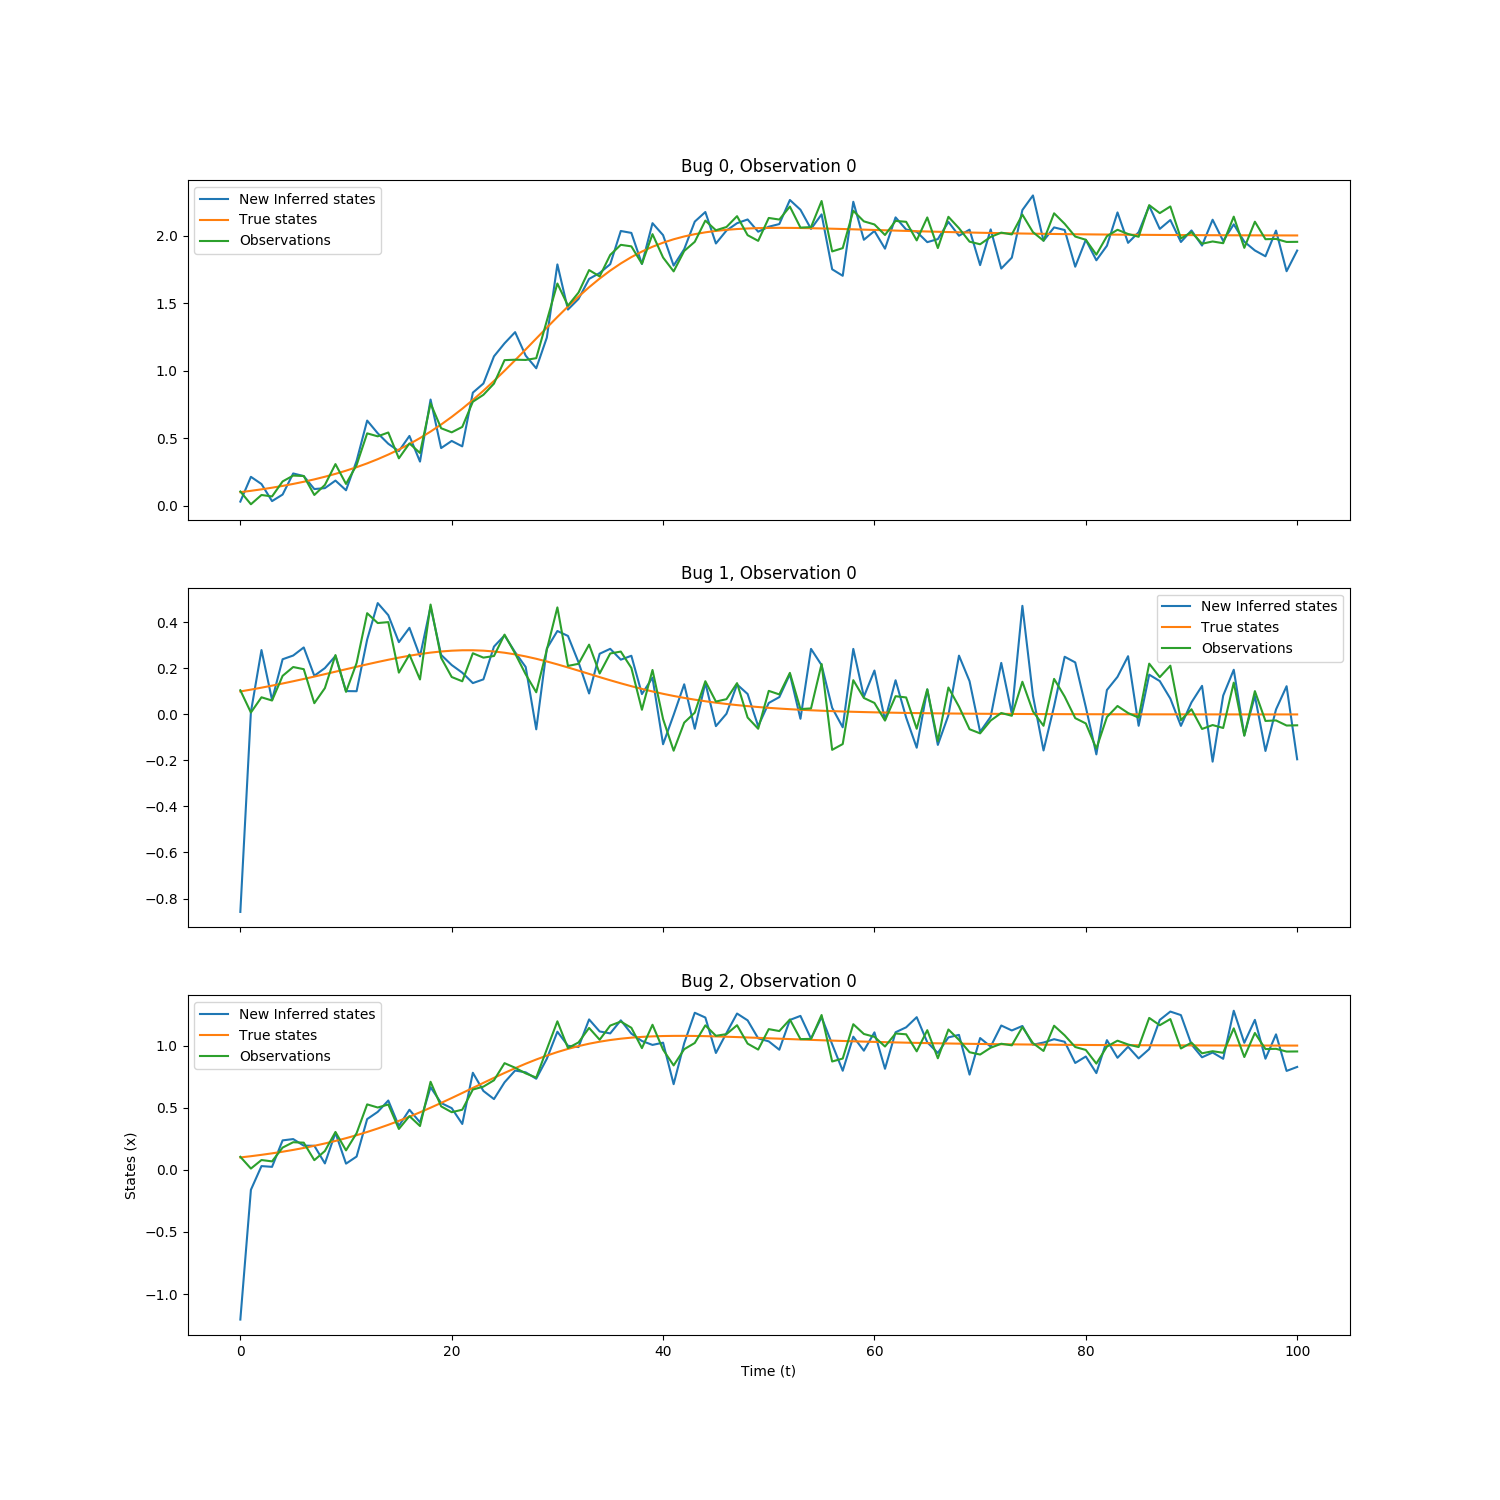 Bug 0, Observation 0
New Inferred states
True states
Observations
2.0
1.5
1.0
0.5
0.0
Bug 1, Observation 0
New Inferred states
True states
Observations
0.4
0.2
0.0
−0.2
−0.4
−0.6
−0.8
Bug 2, Observation 0
New Inferred states
True states
Observations
1.0
0.5
0.0
−0.5
−1.0
States (x)
0 20 40 60 80 100
Time (t)